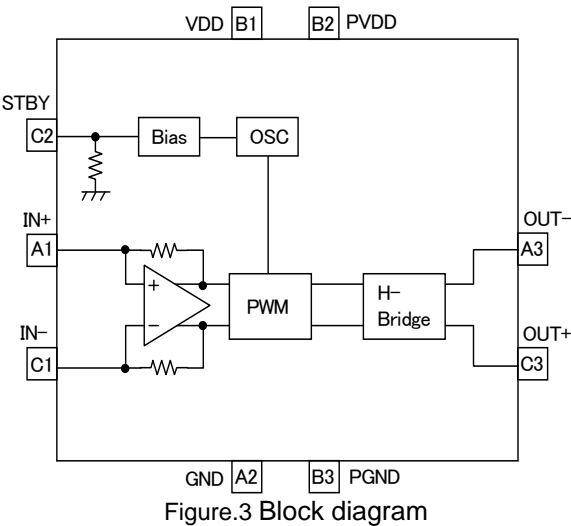 VDD B1 B2 PVDD
STBY
C2 Bias OSC
IN+ OUT-
A1 A3
+
PWM H-
Bridge
-
IN- OUT+
C1 C3
GND A2 B3 PGND
Figure.3 Block diagram